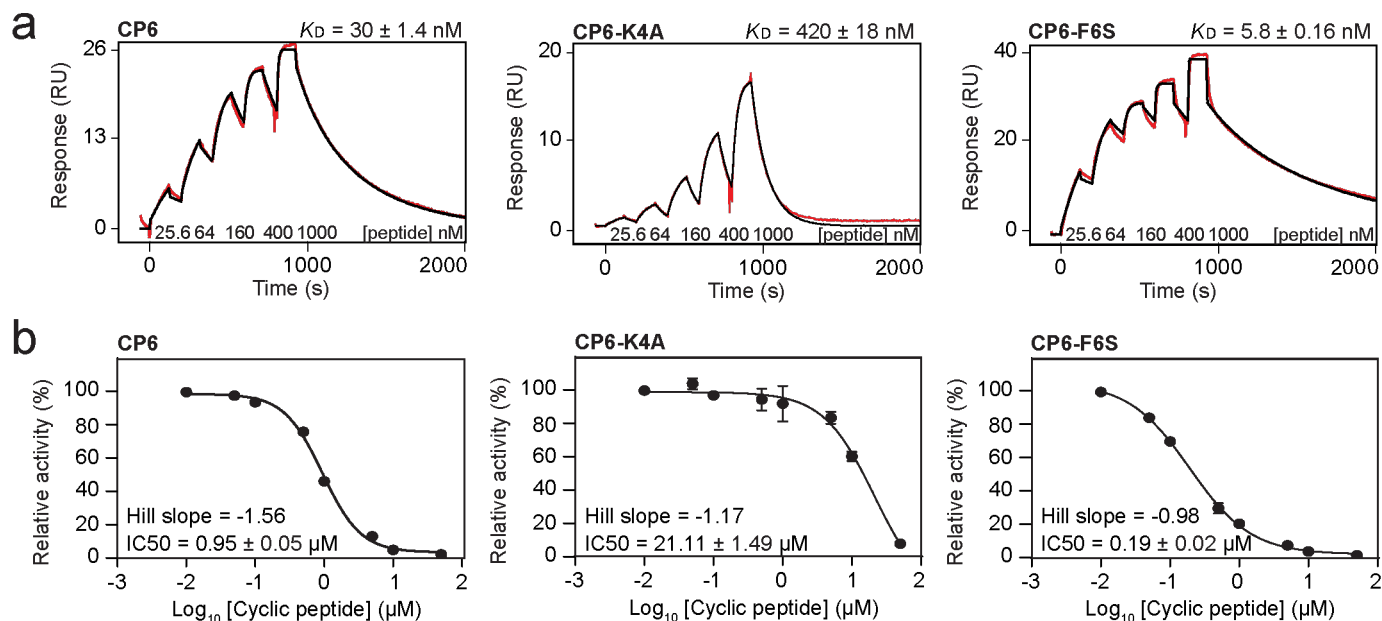 a
CP6
KD = 30 ± 1.4 nM
Response (RU)
26
13
0
25.6 64 160 400 1000 [peptide] nM
0 1000 2000
Time (s)
CP6-K4A
KD = 420 ± 18 nM
Response (RU)
20
10
0
25.6 64 160 400 1000 [peptide] nM
0 1000 2000
Time (s)
CP6-F6S
KD = 5.8 ± 0.16 nM
Response (RU)
40
20
0
25.6 64 160 400 1000 [peptide] nM
0 1000 2000
Time (s)
b
CP6
Relative activity (%)
100
80
60
40
20
0
Hill slope = -1.56
IC50 = 0.95 ± 0.05 µM
-3 -2 -1 0 1 2
Log10 [Cyclic peptide] (µM)
CP6-K4A
Relative activity (%)
100
80
60
40
20
0
Hill slope = -1.17
IC50 = 21.11 ± 1.49 µM
-3 -2 -1 0 1 2
Log10 [Cyclic peptide] (µM)
CP6-F6S
Relative activity (%)
100
80
60
40
20
0
Hill slope = -0.98
IC50 = 0.19 ± 0.02 µM
-3 -2 -1 0 1 2
Log10 [Cyclic peptide] (µM)